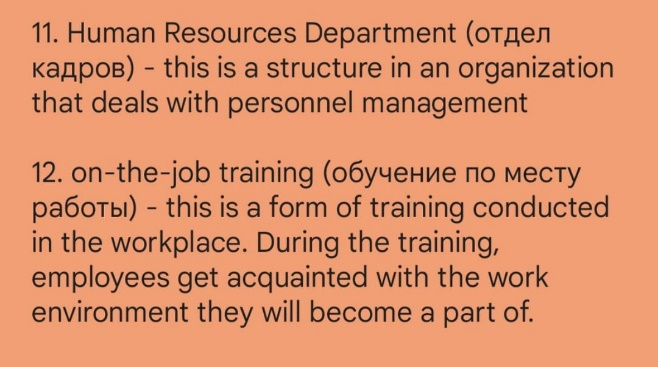 11. Human Resources Department (отдел
кадров) - this is a structure in an organization
that deals with personnel management
12. on-the-job training (обучение по месту
работы) - this is a form of training conducted
in the workplace. During the training,
employees get acquainted with the work
environment they will become a part of.